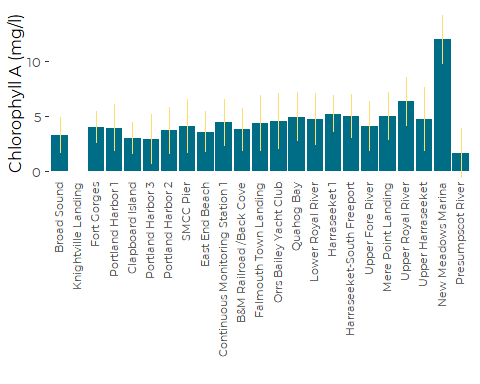 Chlorophyll A (mg/l)
10
5
0
Broad Sound
Knightville Landing
Fort Gorges
Portland Harbor 1
Clapboard Island
Portland Harbor 3
Portland Harbor 2
SMCC Pier
East End Beach
Continuous Monitoring Station 1
B&M Railroad /Back Cove
Falmouth Town Landing
Orrs Bailey Yacht Club
Quahog Bay
Lower Royal River
Harraseeket 1
Harraseeket-South Freeport
Upper Fore River
Mere Point Landing
Upper Royal River
Upper Harraseeket
New Meadows Marina
Presumpscot River